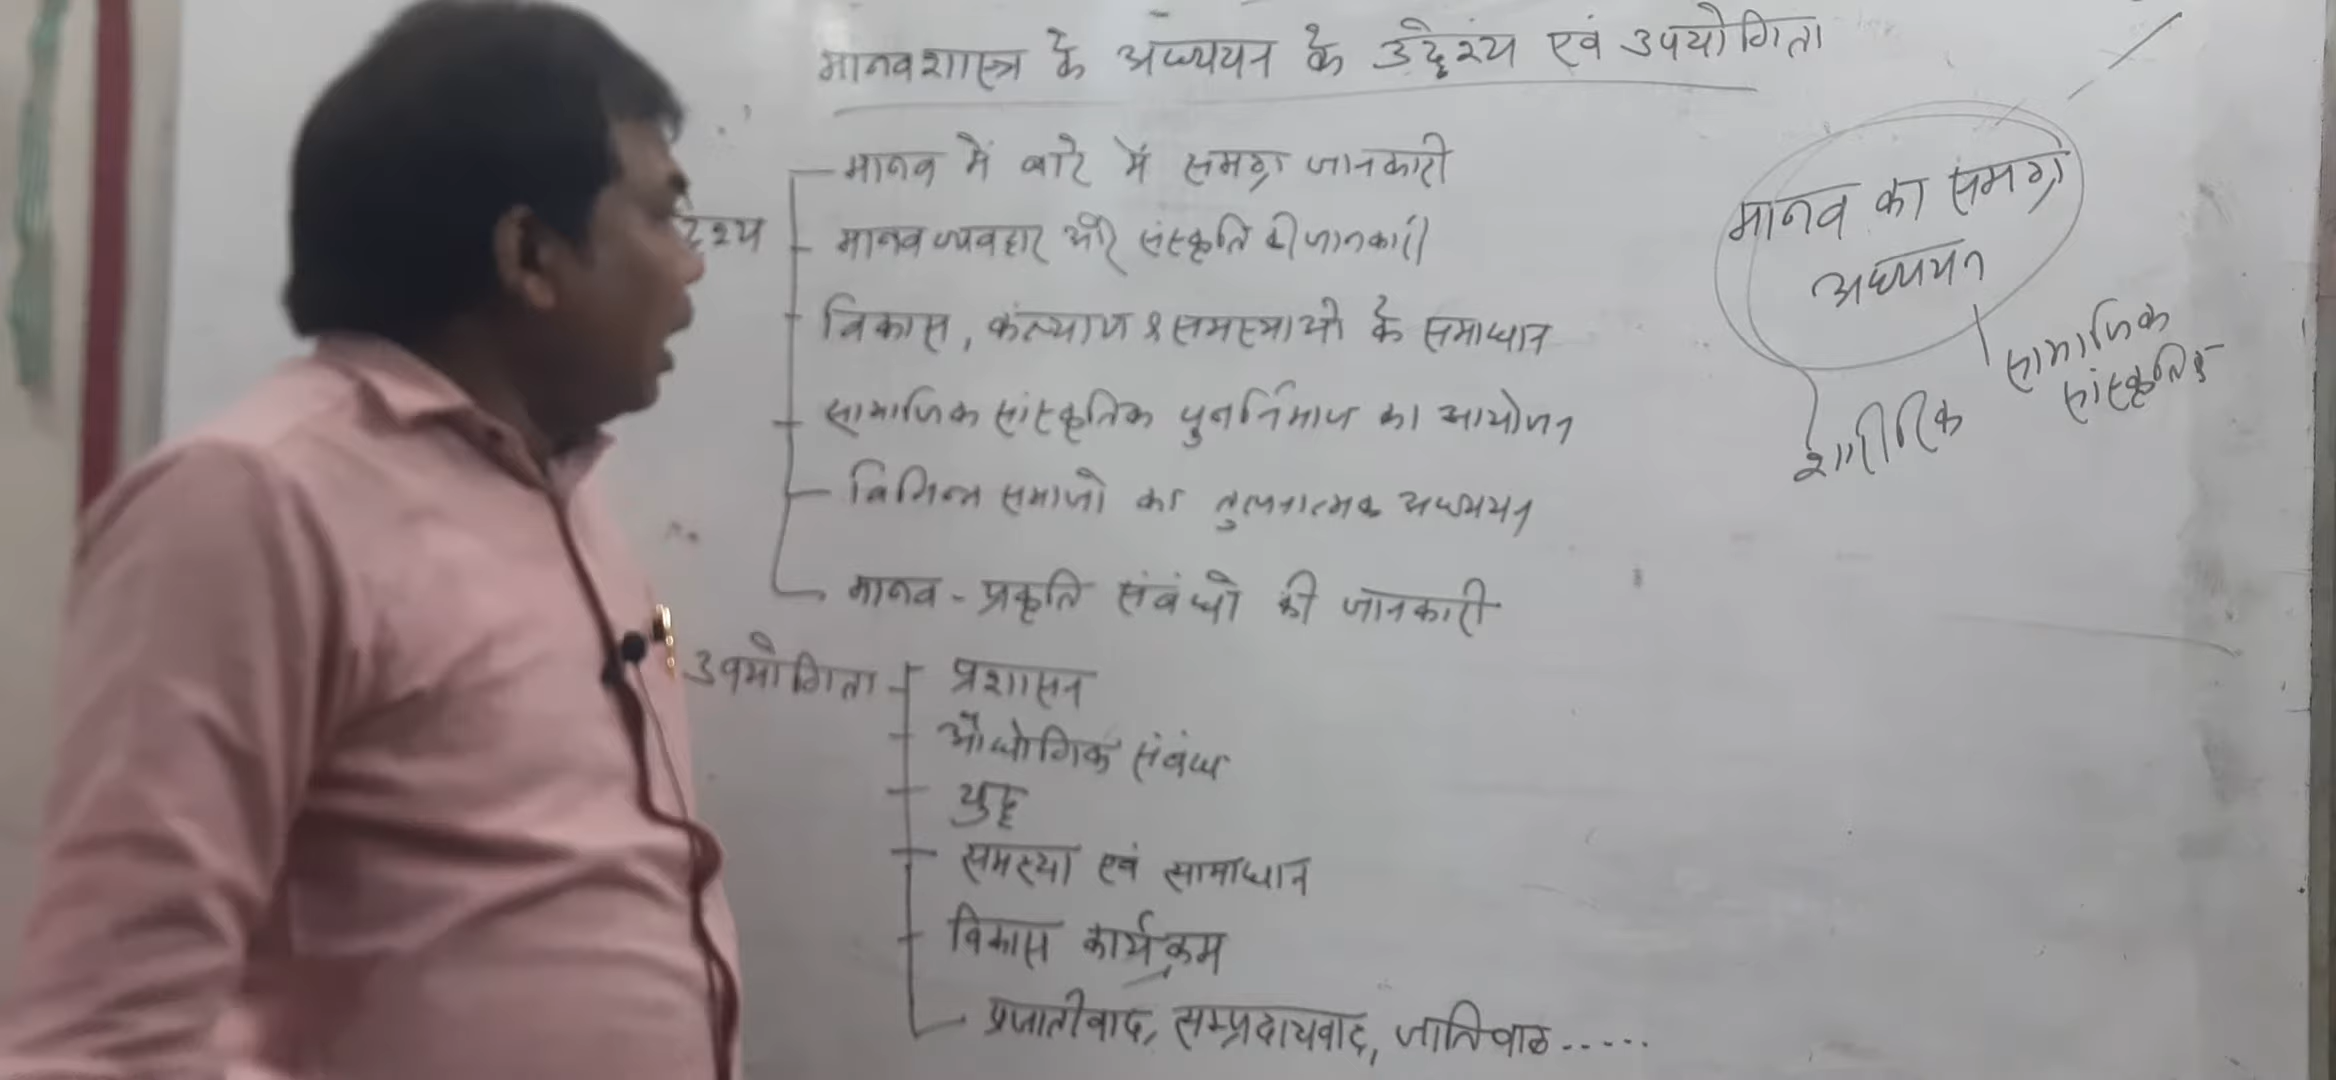 मानवशास्त्र के अध्ययन के उद्देश्य एवं उपयोगिता
मानव में बारे में समग्र जानकारी
मानव व्यवहार और संस्कृति की जानकारी
विकास, कल्याण & समस्याओं के समाधान
सामाजिक सांस्कृतिक पुनर्निमाण का आयोजन
विभिन्न समाजों का तुलनात्मक अध्ययन
मानव - प्रकृति संबंधों की जानकारी
उपयोगिता
प्रशासन
औद्योगिक संबंध
युद्ध
समस्या एवं सामाधान
विकास कार्यक्रम
प्रजातीवाद, सम्प्रदायवाद, जातिवाद .....
मानव का समग्र
अध्ययन
शारीरिक
सामाजिक
सांस्कृतिक